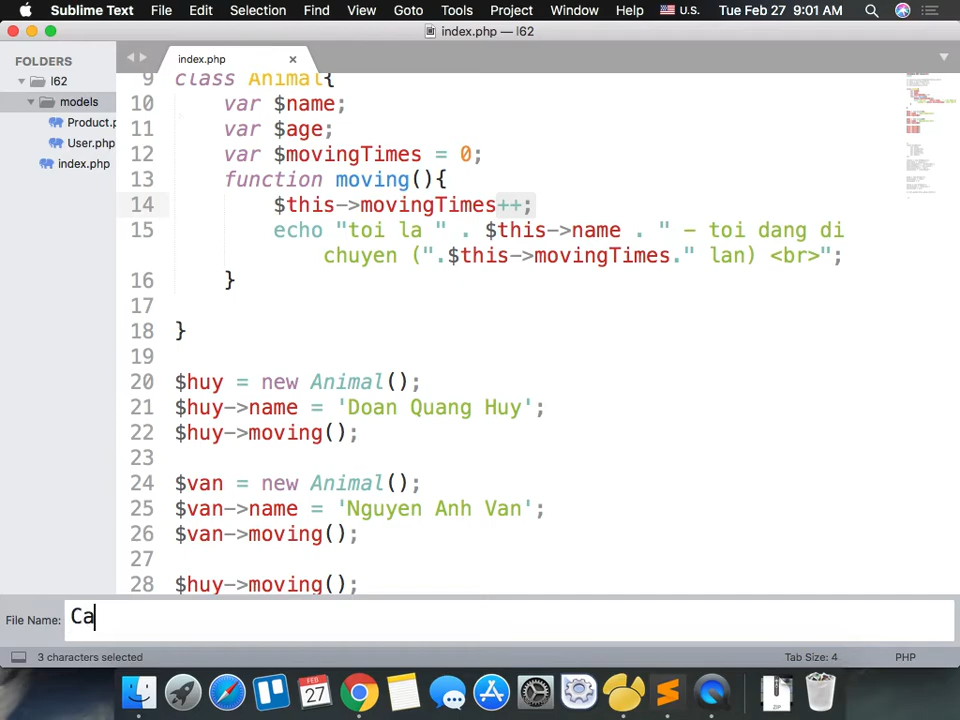 Sublime Text File Edit Selection Find View Goto Tools Project Window Help U.S. Tue Feb 27 9:01 AM
index.php — l62
FOLDERS
l62
models
Product.p
User.php
index.php
index.php
9 class Animal{
10 var $name;
11 var $age;
12 var $movingTimes = 0;
13 function moving(){
14 $this->movingTimes++;
15 echo "toi la " . $this->name . " - toi dang di
chuyen (".$this->movingTimes." lan) <br>";
16 }
17
18 }
19
20 $huy = new Animal();
21 $huy->name = 'Doan Quang Huy';
22 $huy->moving();
23
24 $van = new Animal();
25 $van->name = 'Nguyen Anh Van';
26 $van->moving();
27
28 $huy->moving();
File Name: Ca
3 characters selected Tab Size: 4 PHP
FEB
27
ZIP